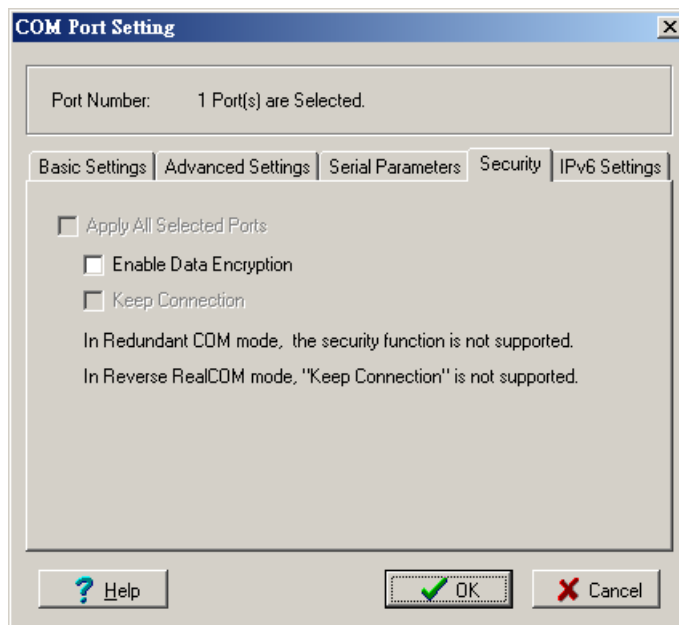 COM Port Setting
Port Number: 1 Port(s) are Selected.
Basic Settings Advanced Settings Serial Parameters Security IPv6 Settings
Apply All Selected Ports
Enable Data Encryption
Keep Connection
In Redundant COM mode, the security function is not supported.
In Reverse RealCOM mode, "Keep Connection" is not supported.
Help OK Cancel